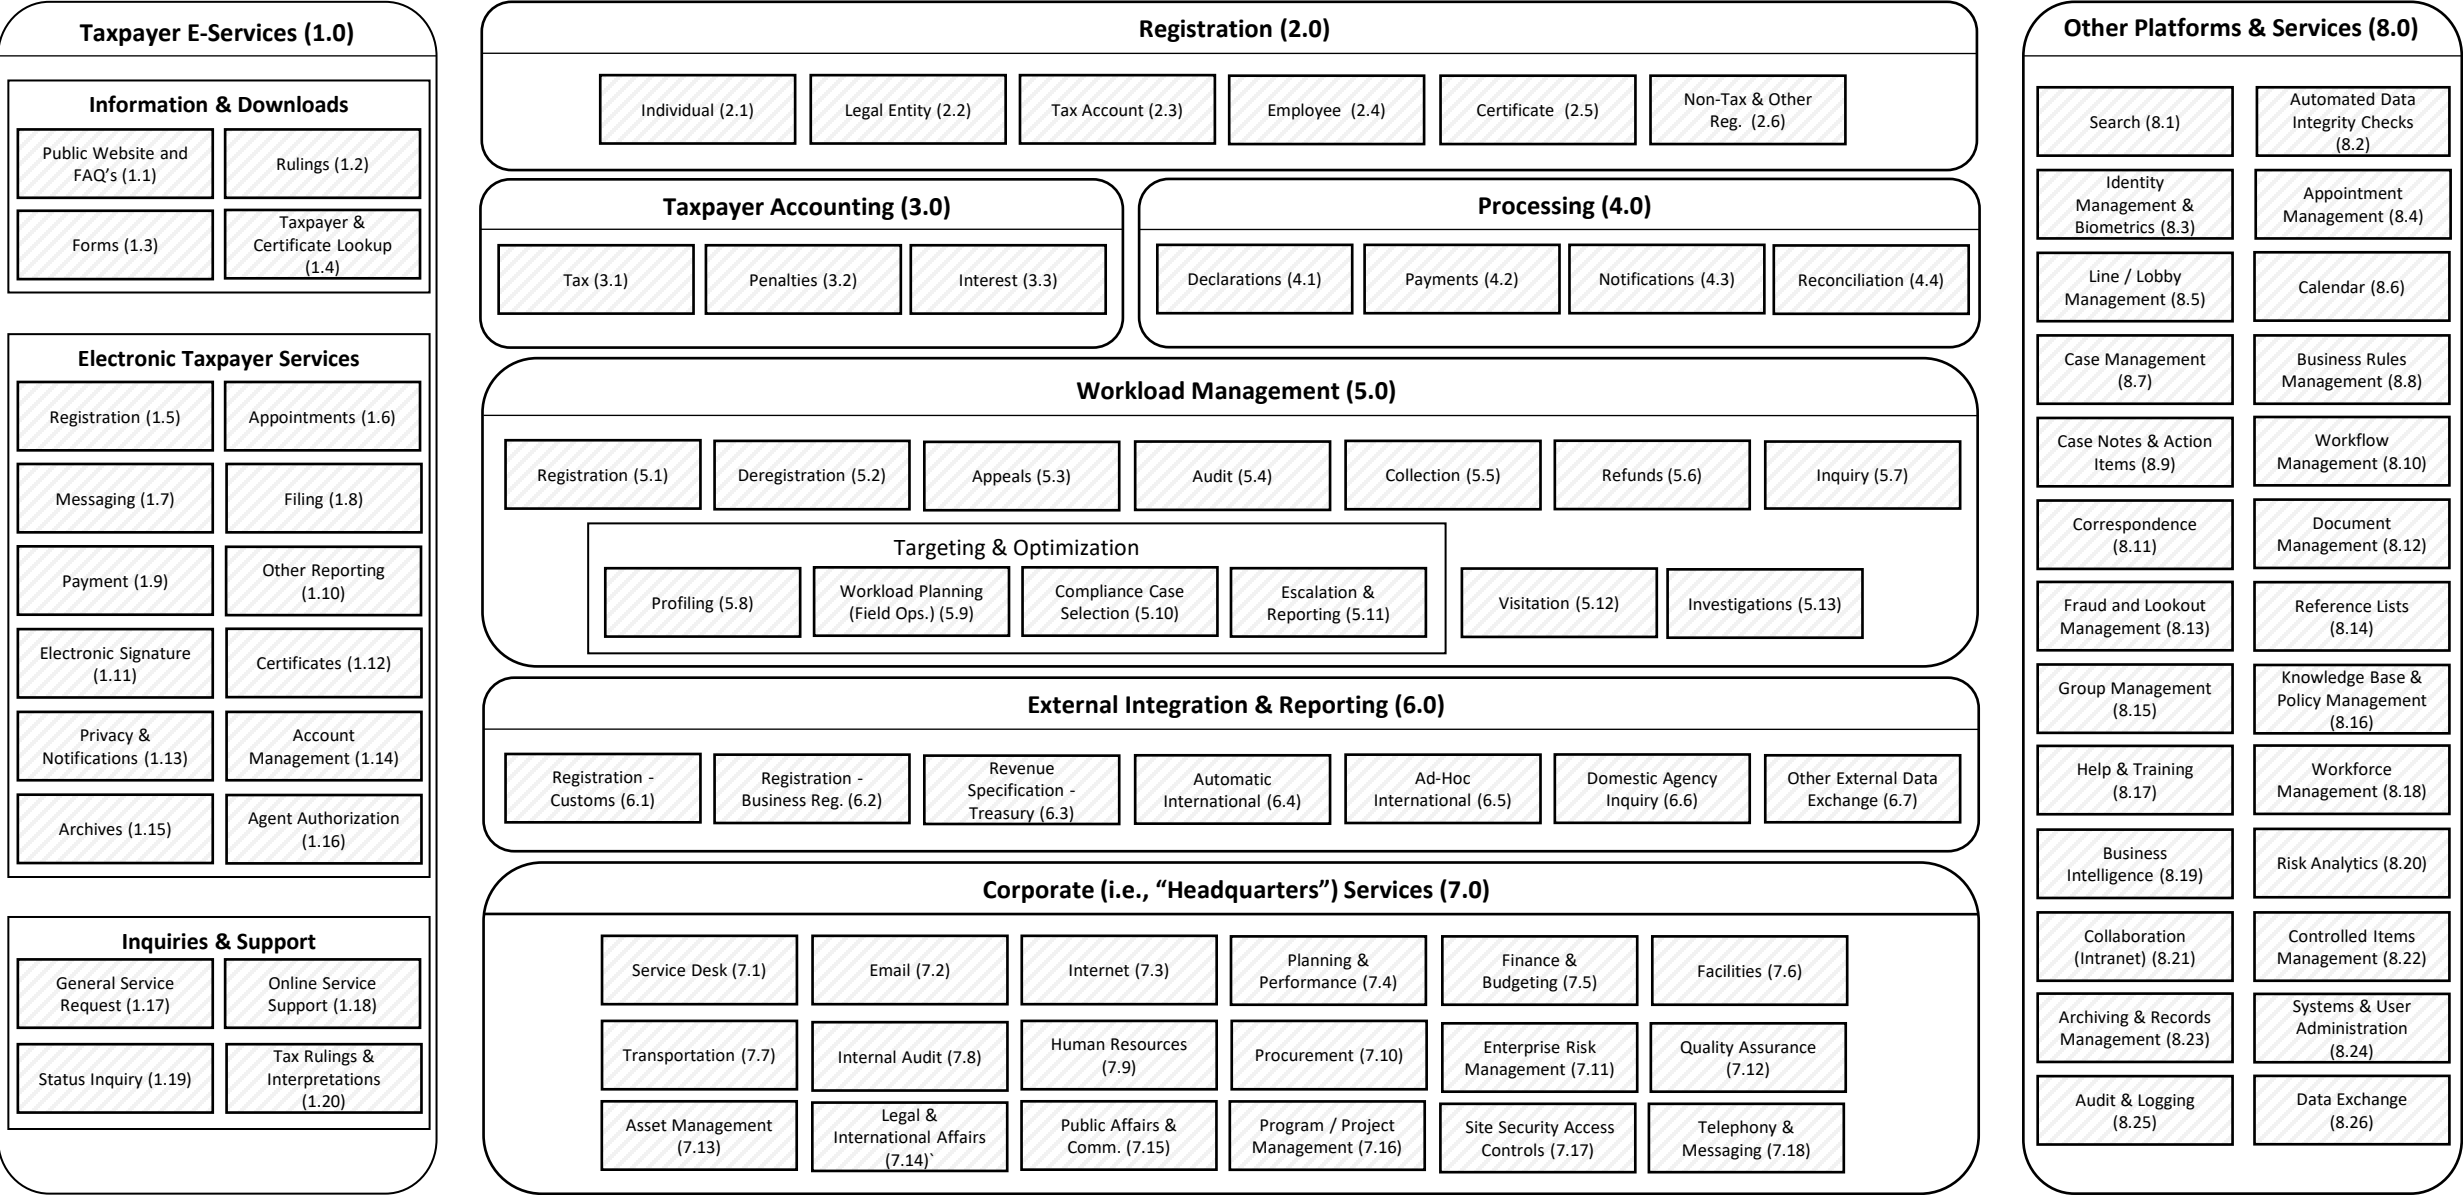 Taxpayer E-Services (1.0)
Information & Downloads
Public Website and
FAQ’s (1.1)
Rulings (1.2)
Forms (1.3)
Taxpayer &
Certificate Lookup
(1.4)
Electronic Taxpayer Services
Registration (1.5)
Appointments (1.6)
Messaging (1.7)
Filing (1.8)
Payment (1.9)
Other Reporting
(1.10)
Electronic Signature
(1.11)
Certificates (1.12)
Privacy &
Notifications (1.13)
Account
Management (1.14)
Archives (1.15)
Agent Authorization
(1.16)
Inquiries & Support
General Service
Request (1.17)
Online Service
Support (1.18)
Status Inquiry (1.19)
Tax Rulings &
Interpretations
(1.20)
Registration (2.0)
Individual (2.1)
Legal Entity (2.2)
Tax Account (2.3)
Employee (2.4)
Certificate (2.5)
Non-Tax & Other
Reg. (2.6)
Taxpayer Accounting (3.0)
Tax (3.1)
Penalties (3.2)
Interest (3.3)
Processing (4.0)
Declarations (4.1)
Payments (4.2)
Notifications (4.3)
Reconciliation (4.4)
Workload Management (5.0)
Registration (5.1)
Deregistration (5.2)
Appeals (5.3)
Audit (5.4)
Collection (5.5)
Refunds (5.6)
Inquiry (5.7)
Targeting & Optimization
Profiling (5.8)
Workload Planning
(Field Ops.) (5.9)
Compliance Case
Selection (5.10)
Escalation &
Reporting (5.11)
Visitation (5.12)
Investigations (5.13)
External Integration & Reporting (6.0)
Registration -
Customs (6.1)
Registration -
Business Reg. (6.2)
Revenue
Specification -
Treasury (6.3)
Automatic
International (6.4)
Ad-Hoc
International (6.5)
Domestic Agency
Inquiry (6.6)
Other External Data
Exchange (6.7)
Corporate (i.e., “Headquarters”) Services (7.0)
Service Desk (7.1)
Email (7.2)
Internet (7.3)
Planning &
Performance (7.4)
Finance &
Budgeting (7.5)
Facilities (7.6)
Transportation (7.7)
Internal Audit (7.8)
Human Resources
(7.9)
Procurement (7.10)
Enterprise Risk
Management (7.11)
Quality Assurance
(7.12)
Asset Management
(7.13)
Legal &
International Affairs
(7.14)`
Public Affairs &
Comm. (7.15)
Program / Project
Management (7.16)
Site Security Access
Controls (7.17)
Telephony &
Messaging (7.18)
Other Platforms & Services (8.0)
Search (8.1)
Automated Data
Integrity Checks
(8.2)
Identity
Management &
Biometrics (8.3)
Appointment
Management (8.4)
Line / Lobby
Management (8.5)
Calendar (8.6)
Case Management
(8.7)
Business Rules
Management (8.8)
Case Notes & Action
Items (8.9)
Workflow
Management (8.10)
Correspondence
(8.11)
Document
Management (8.12)
Fraud and Lookout
Management (8.13)
Reference Lists
(8.14)
Group Management
(8.15)
Knowledge Base &
Policy Management
(8.16)
Help & Training
(8.17)
Workforce
Management (8.18)
Business
Intelligence (8.19)
Risk Analytics (8.20)
Collaboration
(Intranet) (8.21)
Controlled Items
Management (8.22)
Archiving & Records
Management (8.23)
Systems & User
Administration
(8.24)
Audit & Logging
(8.25)
Data Exchange
(8.26)